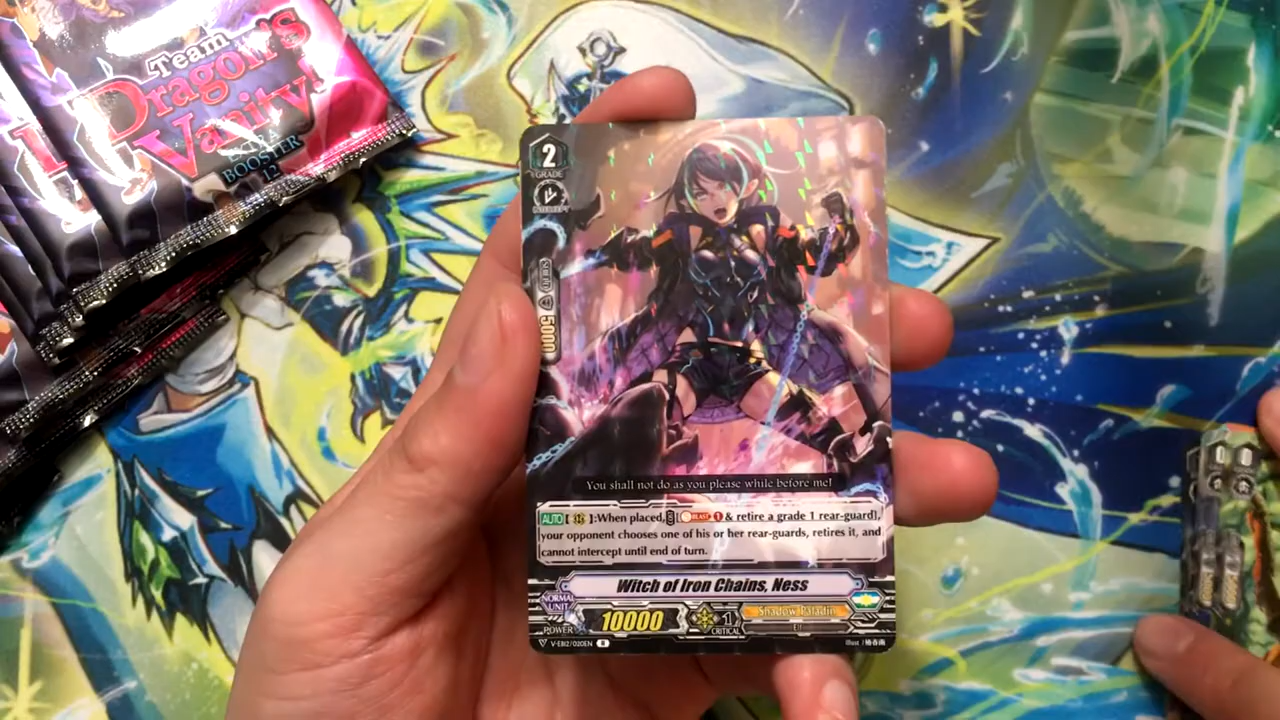 Team
Dragon's
Vanity!
EXTRA
BOOSTER
12
2
GRADE
INTERCEPT
5000
You shall not do as you please while before me!
AUTO [ ]:When placed, [ BLAST 1 & retire a grade 1 rear-guard],
your opponent chooses one of his or her rear-guards, retires it, and
cannot intercept until end of turn.
Witch of Iron Chains, Ness
NORMAL
UNIT
POWER
10000
1
CRITICAL
Shadow Paladin
Elf
V-EB12/020EN R